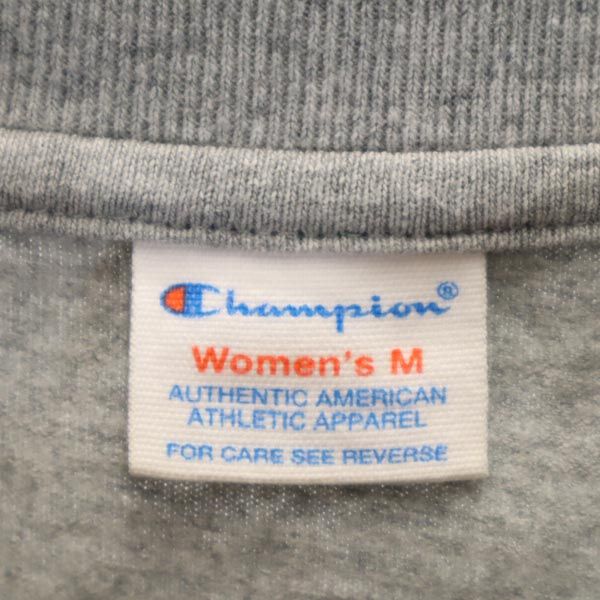 Champion®
Women's M
AUTHENTIC AMERICAN
ATHLETIC APPAREL
FOR CARE SEE REVERSE